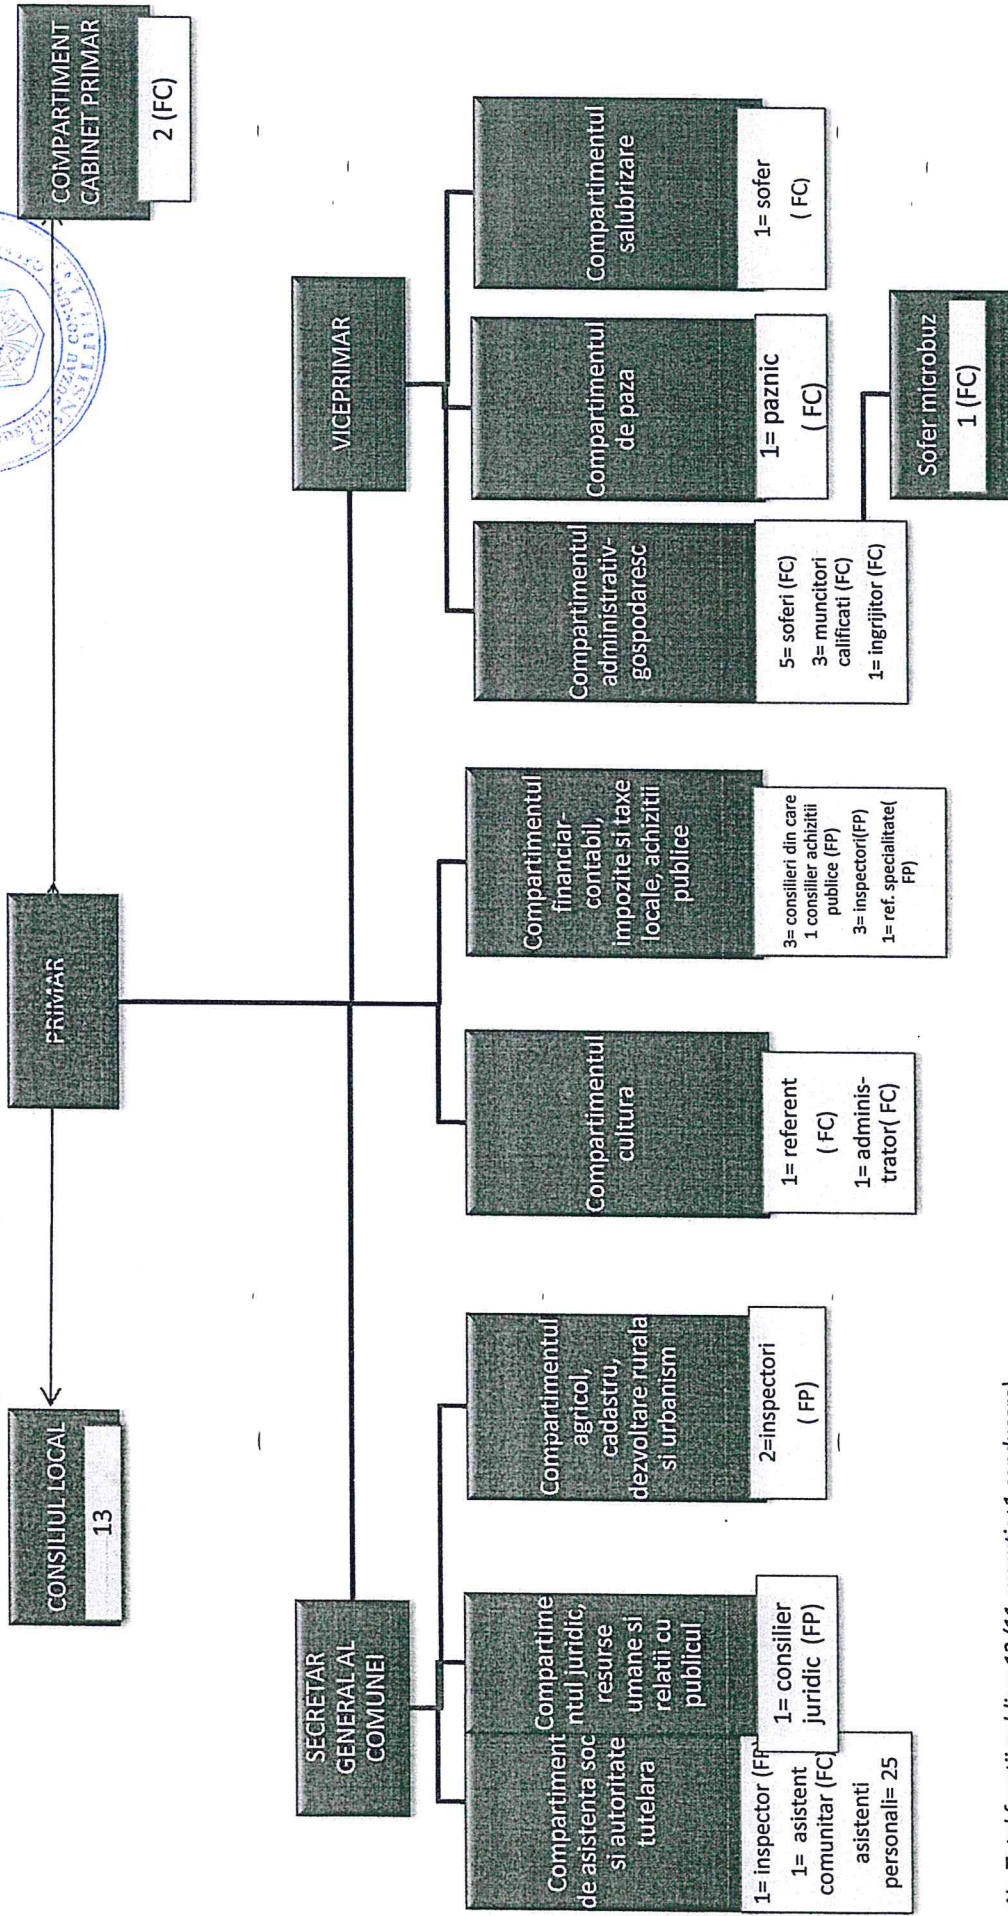 CONSILIUL LOCAL
13
PRIMAR
COMPARTIMENT
CABINET PRIMAR
2 (FC)
SECRETAR
GENERAL AL
COMUNEI
VICEPRIMAR
Compartiment
de asistenta soc
si autoritate
tutelara
1= inspector (FP)
1= asistent
comunitar (FC)
asistenti
personali= 25
Compartime
ntul juridic,
resurse
umane si
relatii cu
publicul
1= consilier
juridic (FP)
Compartimentul
agricol,
cadastru,
dezvoltare rurala
si urbanism
2=inspectori
( FP)
Compartimentul
cultura
1= referent
( FC)
1= adminis-
trator( FC)
Compartimentul
financiar-
contabil,
impozite si taxe
locale, achizitii
publice
3= consilieri din care
1 consilier achizitii
publice (FP)
3= inspectori(FP)
1= ref. specialitate(
FP)
Compartimentul
administrativ-
gospodaresc
5= soferi (FC)
3= muncitori
calificati (FC)
1= ingrijitor (FC)
Compartimentul
de paza
1= paznic
( FC)
Compartimentul
salubrizare
1= sofer
( FC)
Sofer microbuz
1 (FC)
BUZAU